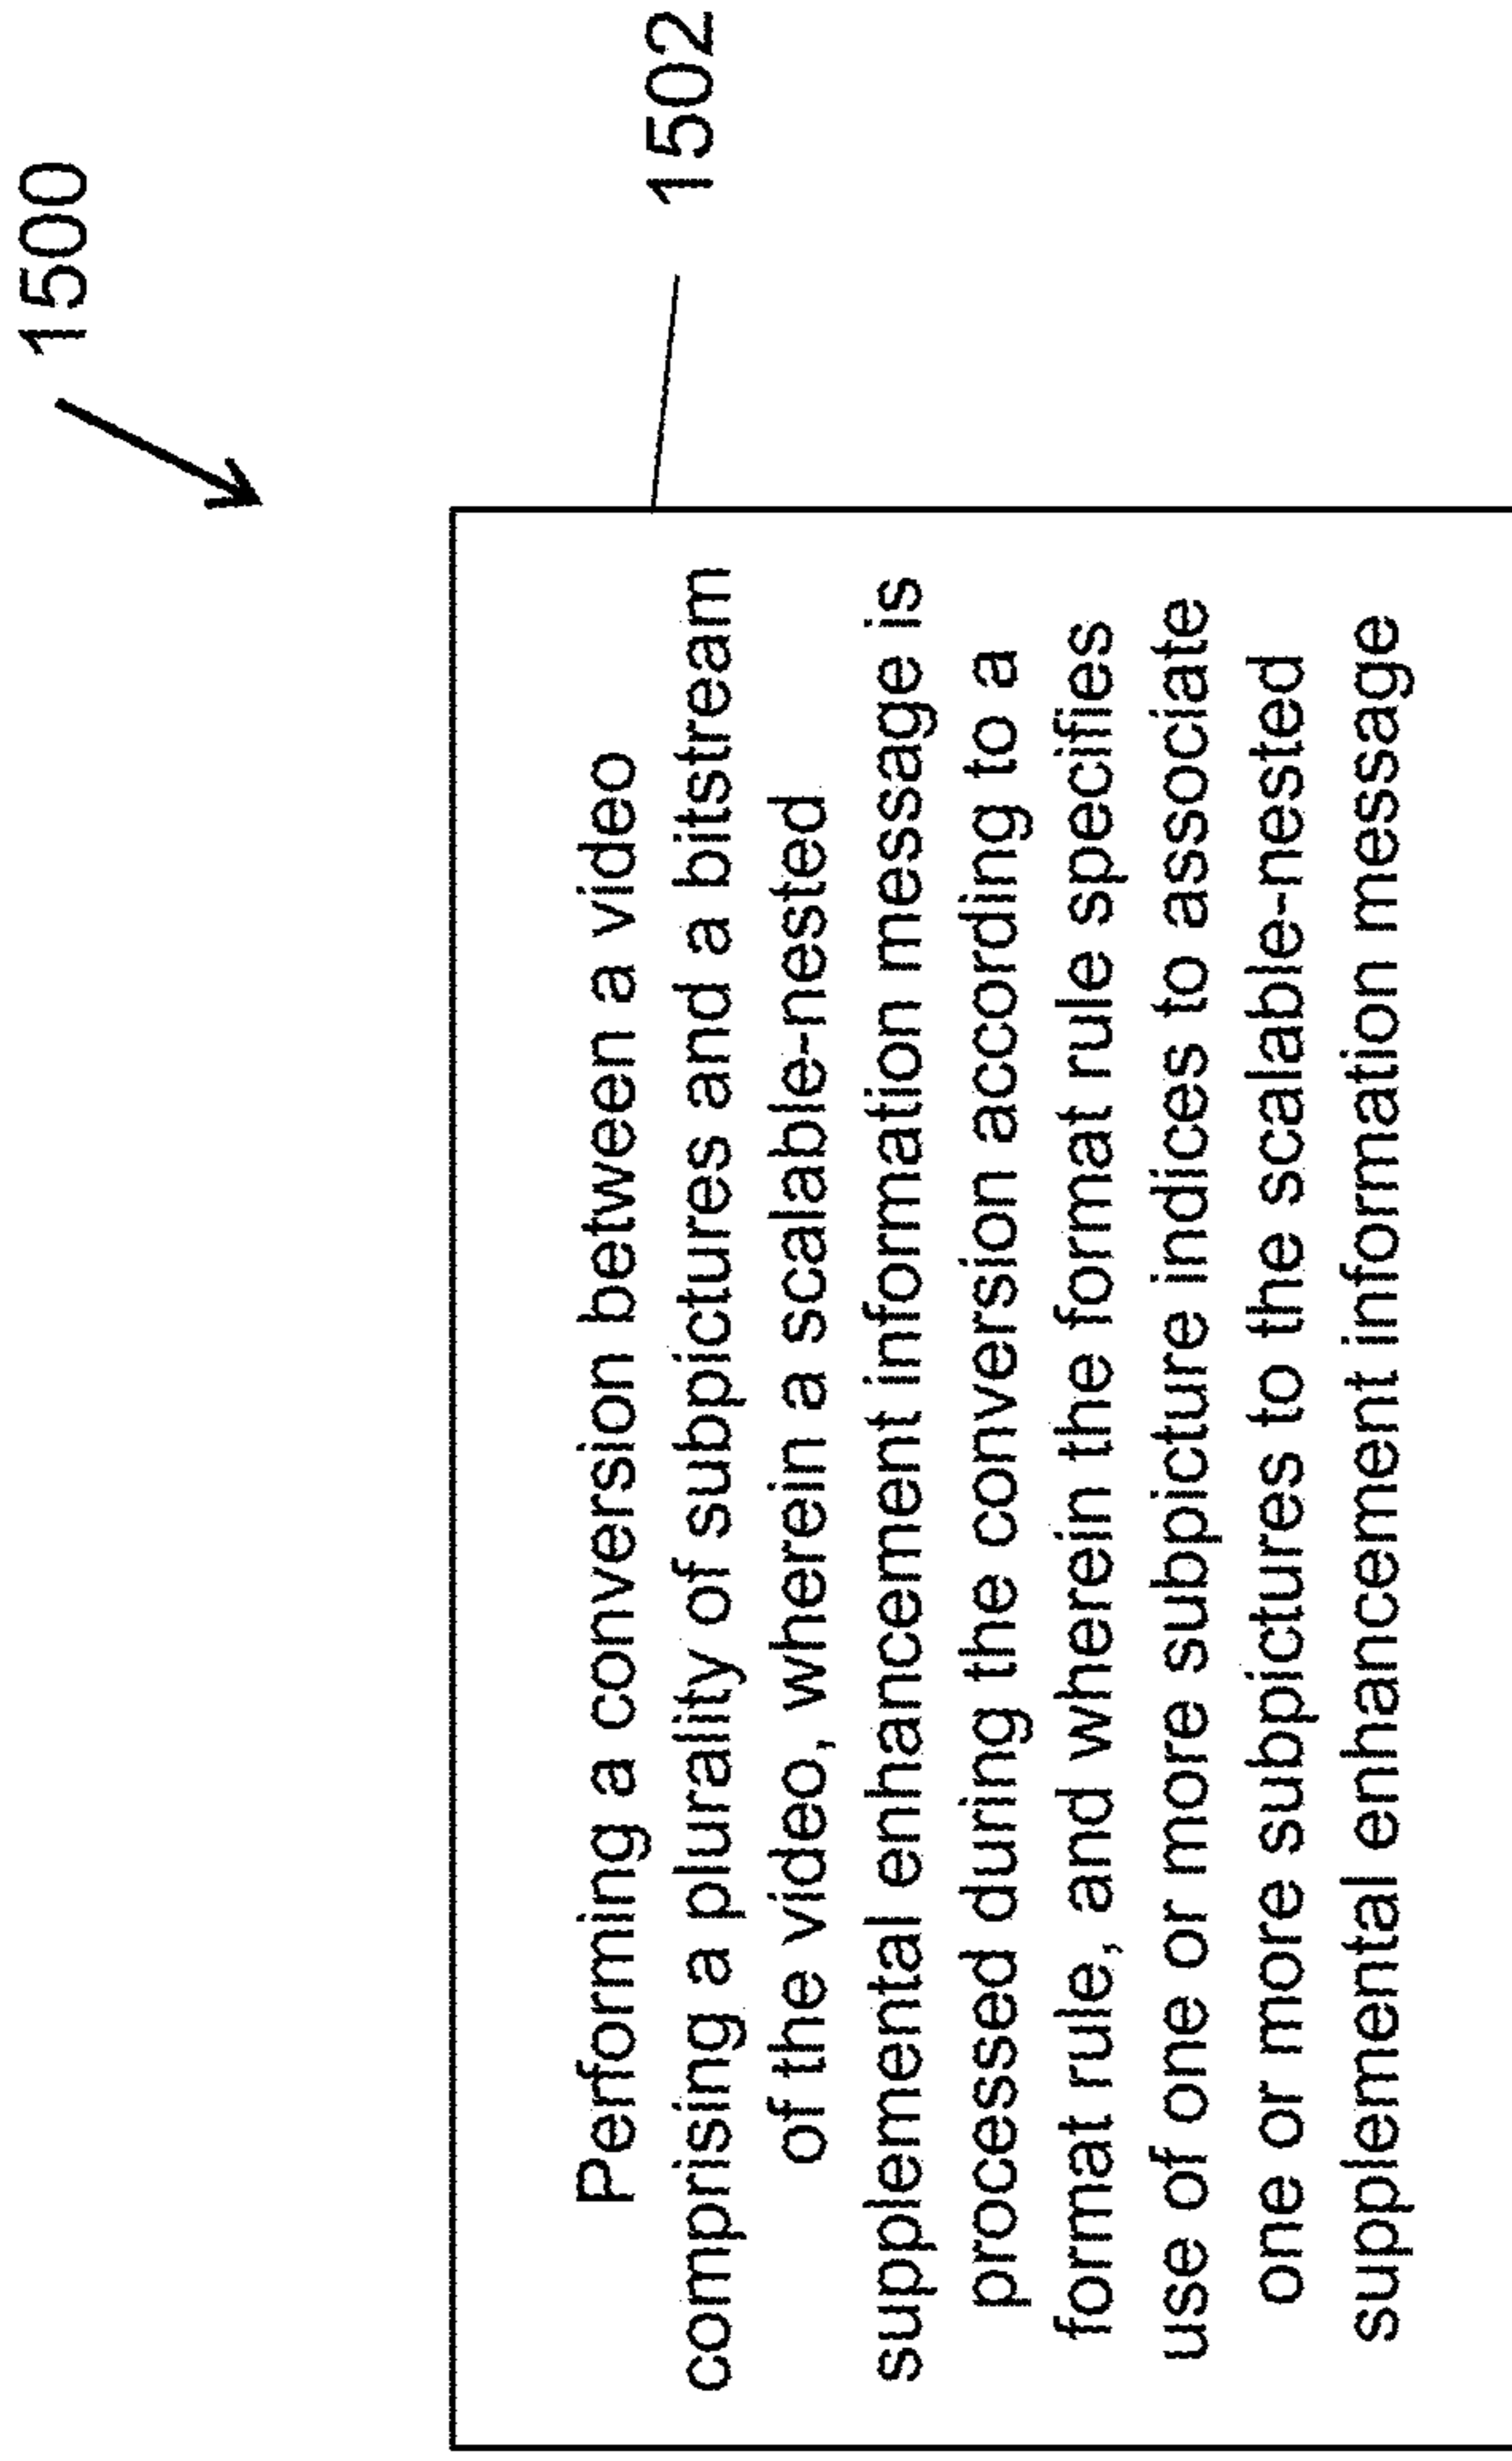 1500
1502
Performing a conversion between a video
comprising a plurality of subpictures and a bitstream
of the video, wherein a scalable-nested
supplemental enhancement information message is
processed during the conversion according to a
format rule, and wherein the format rule specifies
use of one or more subpicture indices to associate
one or more subpictures to the scalable-nested
supplemental enhancement information message